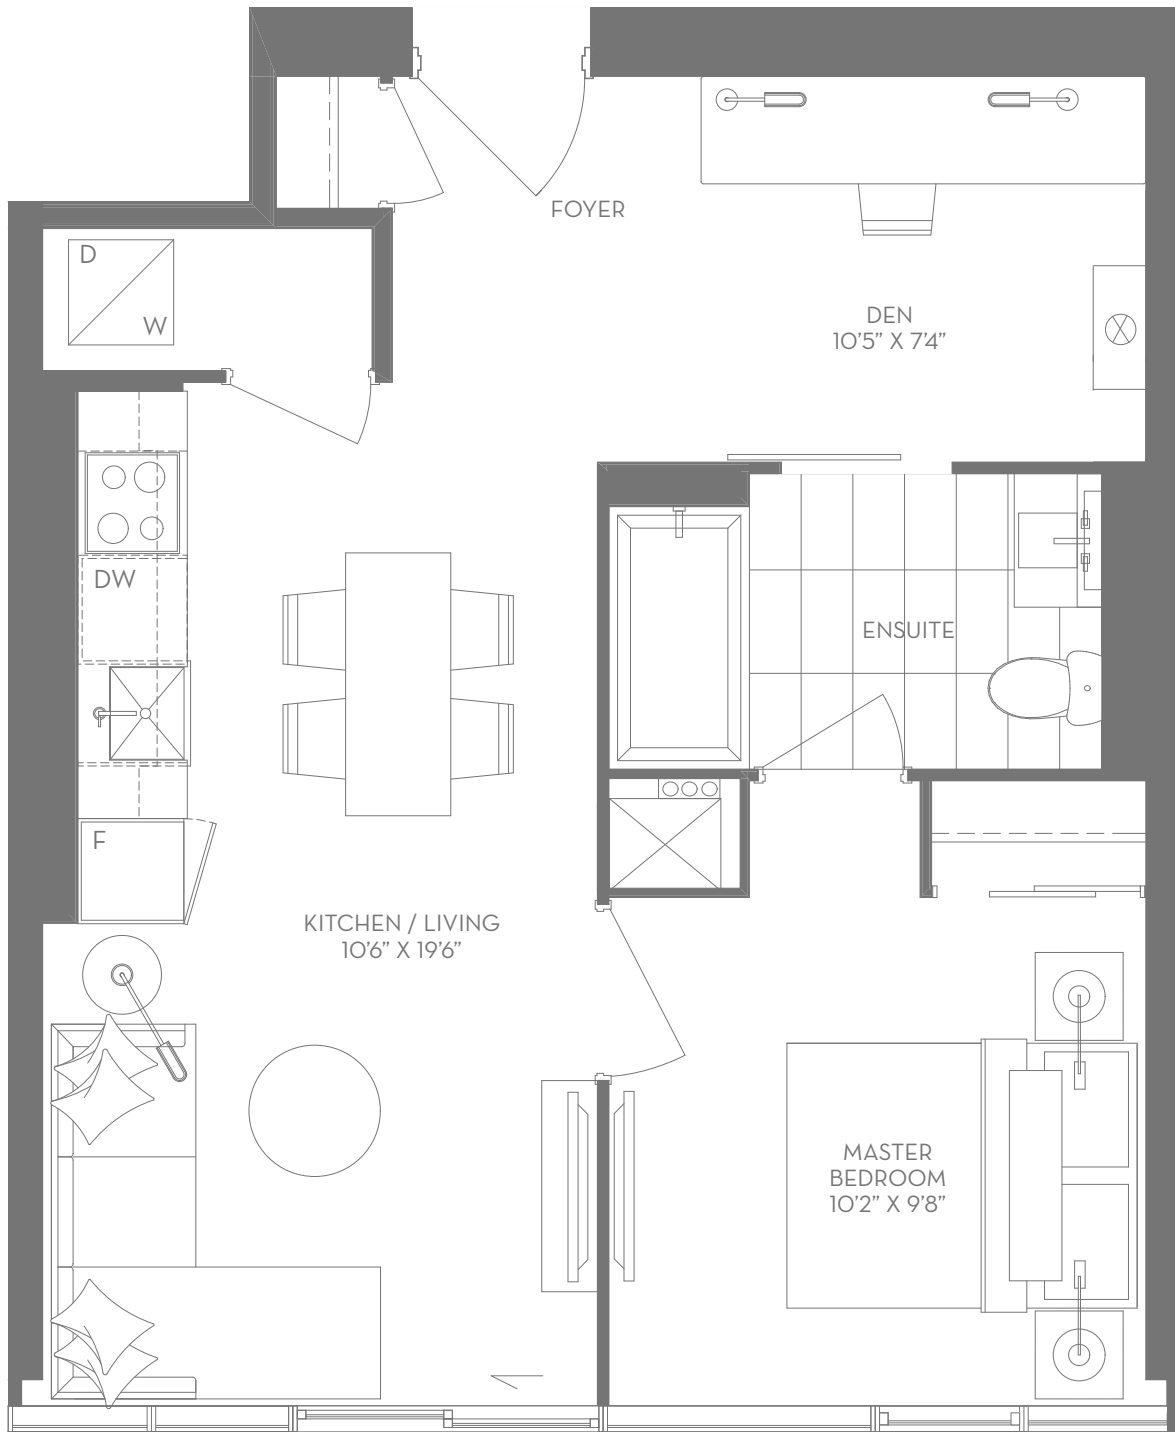 FOYER
D
W
DEN
10'5” X 7'4”
DW
ENSUITE
F
KITCHEN / LIVING
10'6” X 19'6”
MASTER
BEDROOM
10'2” X 9'8”